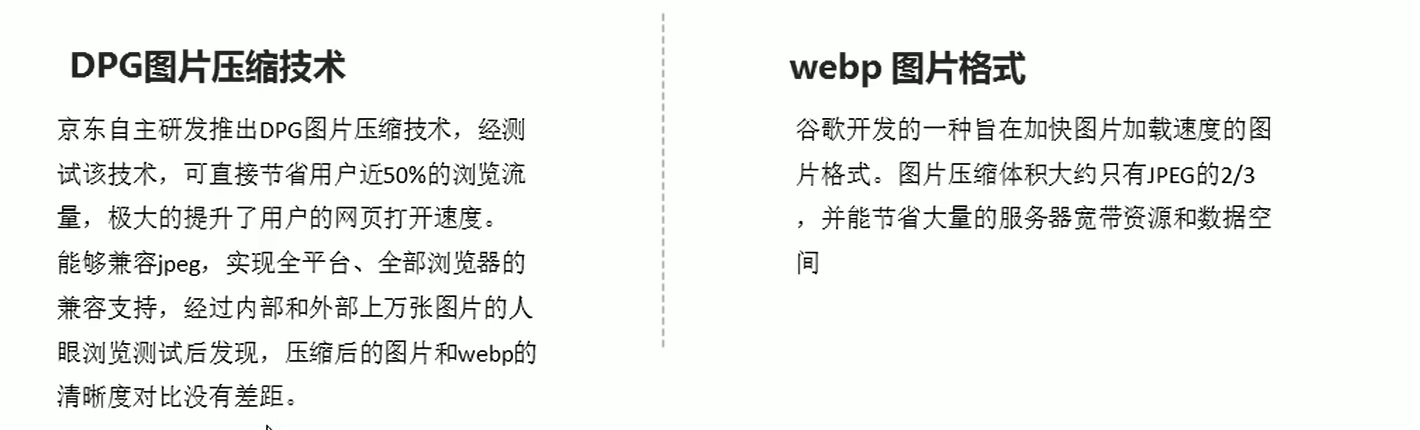 DPG图片压缩技术
京东自主研发推出DPG图片压缩技术，经测
试该技术，可直接节省用户近50%的浏览流
量，极大的提升了用户的网页打开速度。
能够兼容jpeg，实现全平台、全部浏览器的
兼容支持，经过内部和外部上万张图片的人
眼浏览测试后发现，压缩后的图片和webp的
清晰度对比没有差距。
webp 图片格式
谷歌开发的一种旨在加快图片加载速度的图
片格式。图片压缩体积大约只有JPEG的2/3
，并能节省大量的服务器宽带资源和数据空
间